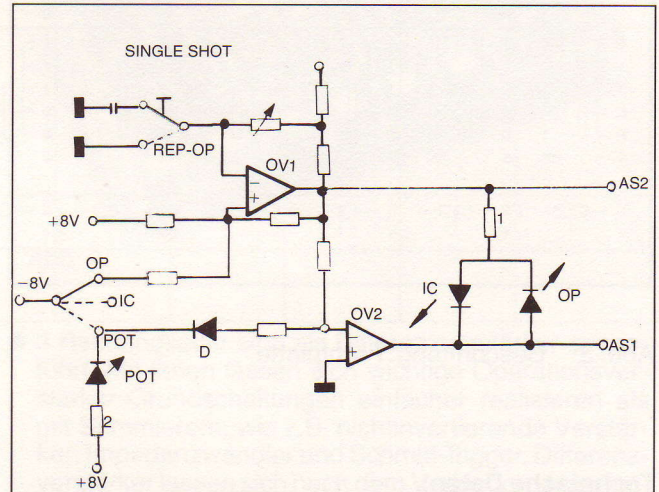 SINGLE SHOT
REP-OP
OV1
−
+
AS2
+8V
1
OP
−8V
IC
IC
OP
OV2
−
+
POT
D
AS1
POT
2
+8V